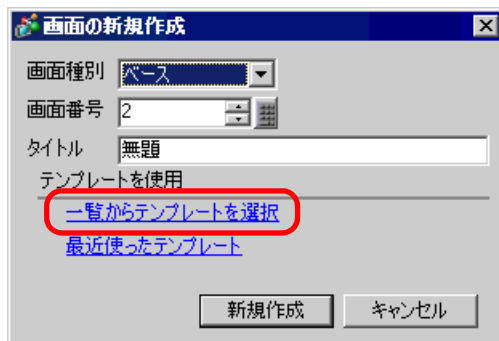 画面の新規作成
画面種別 ベース
画面番号 2
タイトル 無題
テンプレートを使用
一覧からテンプレートを選択
最近使ったテンプレート
新規作成 キャンセル